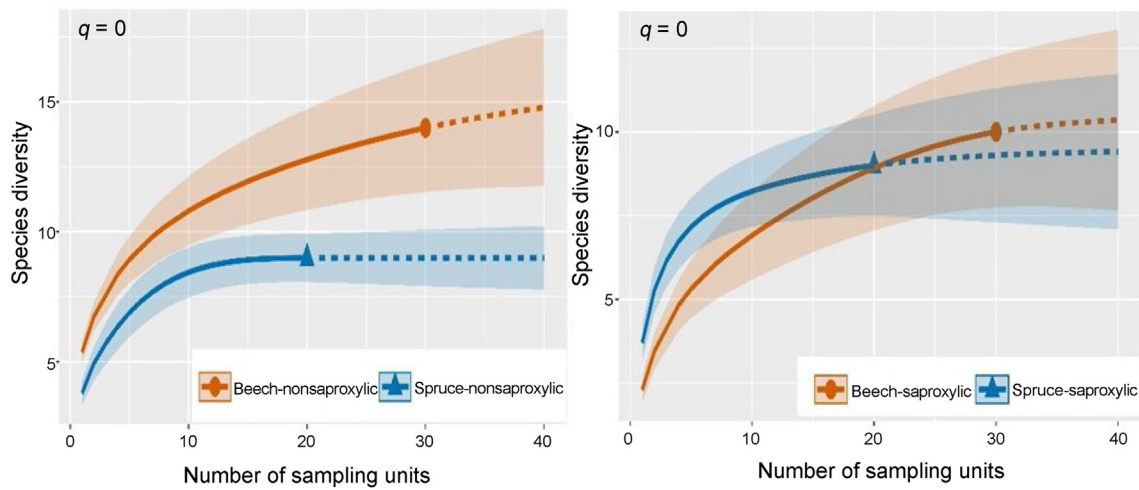 q = 0
Species diversity
15
10
5
Beech-nonsaproxylic Spruce-nonsaproxylic
0 10 20 30 40
Number of sampling units
q = 0
Species diversity
10
5
Beech-saproxylic Spruce-saproxylic
0 10 20 30 40
Number of sampling units